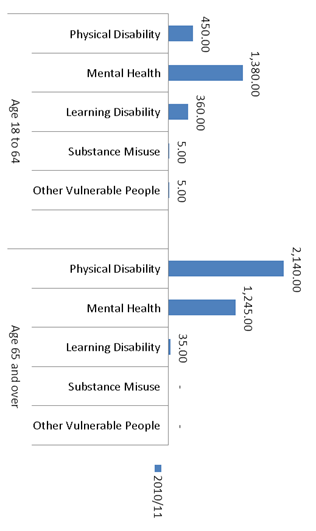 Age 18 to 64
Physical Disability 450.00
Mental Health 1,380.00
Learning Disability 360.00
Substance Misuse 5.00
Other Vulnerable People 5.00
Age 65 and over
Physical Disability 2,140.00
Mental Health 1,245.00
Learning Disability 35.00
Substance Misuse -
Other Vulnerable People -
2010/11